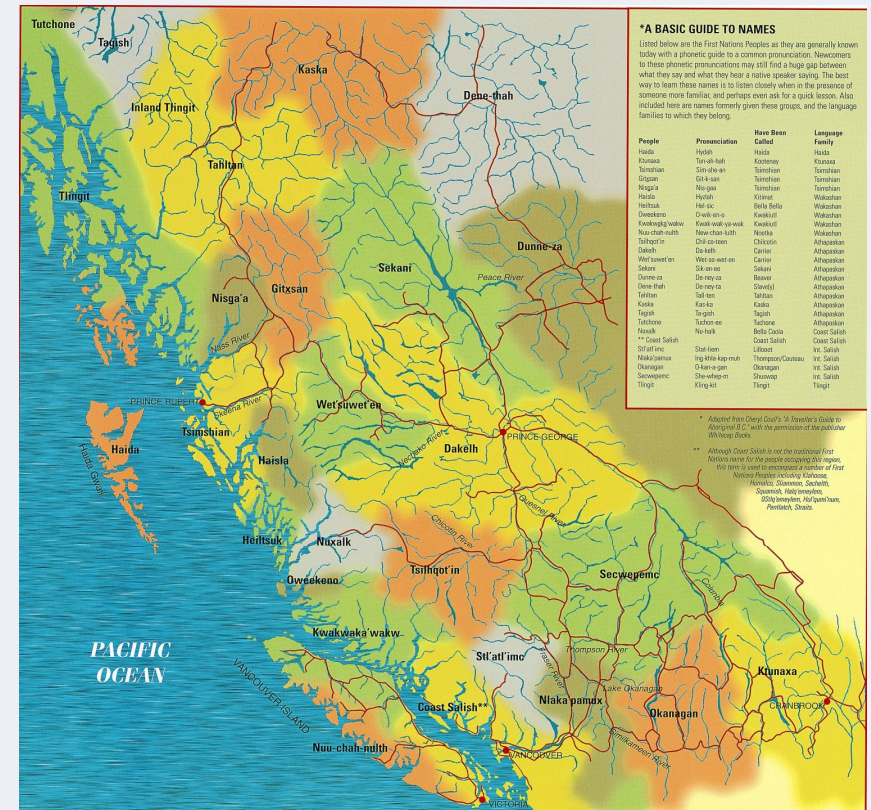 Tutchone
Tagish
Kaska
Inland Tlingit
Dene-thah
Tahltan
Tlingit
Dunne-za
Sekani
Peace River
Nisga'a
Gitxsan
Nass River
PRINCE RUPERT
Skeena River
Wet'suwet'en
Tsimshian
PRINCE GEORGE
Haida
Nechako River
Dakelh
Haisla
Haida Gwaii
Quesnel River
Chilcotin River
Heiltsuk
Nuxalk
Tsilhqot'in
Secwepemc
Oweekeno
Columbia
Kwakwaka'wakw
PACIFIC
OCEAN
Stl'atl'imc
Fraser River
Thompson River
Ktunaxa
VANCOUVER ISLAND
Lake Okanagan
Nlaka'pamux
CRANBROOK
Coast Salish**
Okanagan
Similkameen River
Nuu-chah-nulth
VANCOUVER
VICTORIA
*A BASIC GUIDE TO NAMES
Listed below are the First Nations Peoples as they are generally known
today with a phonetic guide to a common pronunciation. Newcomers
to these phonetic pronunciations may still find a huge gap between
what they say and what they hear a native speaker saying. The best
way to learn these names is to listen closely when in the presence of
someone more familiar, and perhaps even ask for a quick lesson. Also
included here are names formerly given these groups, and the language
families to which they belong.
People Pronunciation Have Been Called Language Family
Haida Hydah Haida Haida
Ktunaxa Tun-ah-hah Kootenay Ktunaxa
Tsimshian Sim-she-an Tsimshian Tsimshian
Gitxsan Git-k-san Tsimshian Tsimshian
Nisga'a Nis-gaa Tsimshian Tsimshian
Haisla Hyzlah Kitimat Wakashan
Heiltsuk Hel-sic Bella Bella Wakashan
Oweekeno O-wik-en-o Kwakiutl Wakashan
Kwakwaka'wakw Kwak-wak-ya-wak Kwakiutl Wakashan
Nuu-chah-nulth New-chan-lulth Nootka Wakashan
Tsilhqot'in Chil-co-teen Chilcotin Athapaskan
Dakelh Da-kelh Carrier Athapaskan
Wet'suwet'en Wet-so-wet-en Carrier Athapaskan
Sekani Sik-an-ee Sekani Athapaskan
Dunne-za De-ney-za Beaver Athapaskan
Dene-thah De-ney-ta Slave(y) Athapaskan
Tahltan Tall-ten Tahltan Athapaskan
Kaska Kas-ka Kaska Athapaskan
Tagish Ta-gish Tagish Athapaskan
Tutchone Tuchon-ee Tuchone Athapaskan
Nuxalk Nu-halk Bella Coola Coast Salish
** Coast Salish Coast Salish Coast Salish
Stl'atl'imc Stat-liem Lillooet Int. Salish
Nlaka'pamux Ing-khla-kap-muh Thompson/Couteau Int. Salish
Okanagan O-kan-a-gan Okanagan Int. Salish
Secwepemc She-whep-m Shuswap Int. Salish
Tlingit Kling-kit Tlingit Tlingit
* Adapted from Cheryl Coull's "A Traveller's Guide to
Aboriginal B.C." with the permission of the publisher
Whitecap Books
** Although Coast Salish is not the traditional First
Nations name for the people occupying this region,
this term is used to encompass a number of First
Nations Peoples including Klahoose,
Homalco, Sliammon, Sechelth,
Squamish, Halq'emeylem,
Hul'qumi'num,
Pentlatch, Straits.